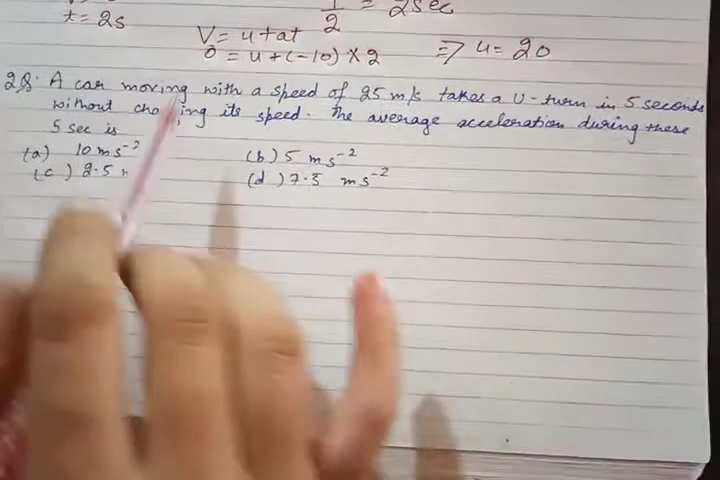 t = 2s
1/2 = 2sec
V = u + at
0 = u + (-10) × 2 ⇒ u = 20
28. A car moving with a speed of 25 m/s takes a U-turn in 5 seconds
without its speed. The average acceleration during these
5 sec is
(a) 10 ms⁻² (b) 5 ms⁻²
(c) 2.5 (d) 7.5 ms⁻²